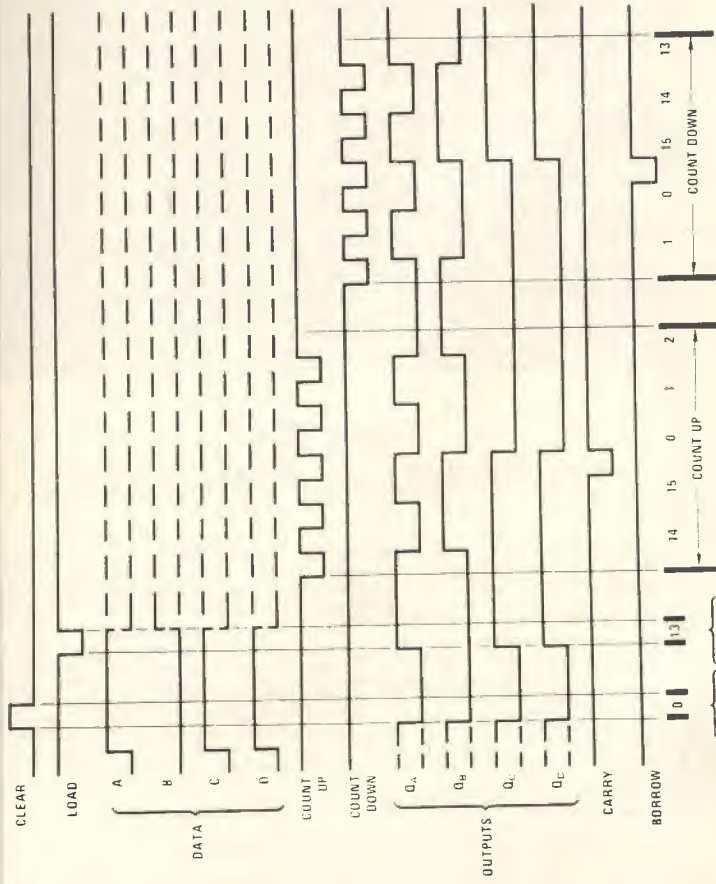 CLEAR
LOAD
DATA
A
B
C
D
COUNT
UP
COUNT
DOWN
OUTPUTS
QA
QB
QC
QD
CARRY
BORROW
0
13
14
15
0
1
2
COUNT UP
1
0
15
14
13
COUNT DOWN